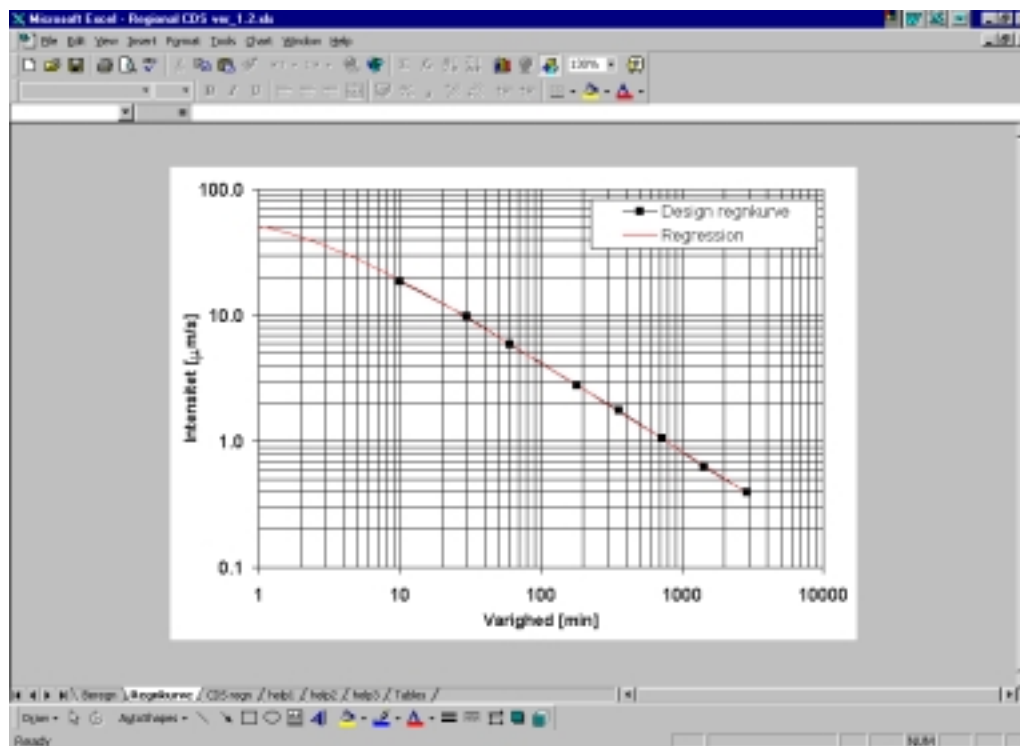 Microsoft Excel - Regional CDS ver_1.2.xls
File Edit View Insert Format Tools Chart Window Help
100%
100.0
10.0
1.0
0.1
1 10 100 1000 10000
Intensitet [µm/s]
Varighed [min]
Design regnkurve
Regression
Beregn Regnkurve CDS regn help1 help2 help3 Tables
AutoShapes
Ready
NUM